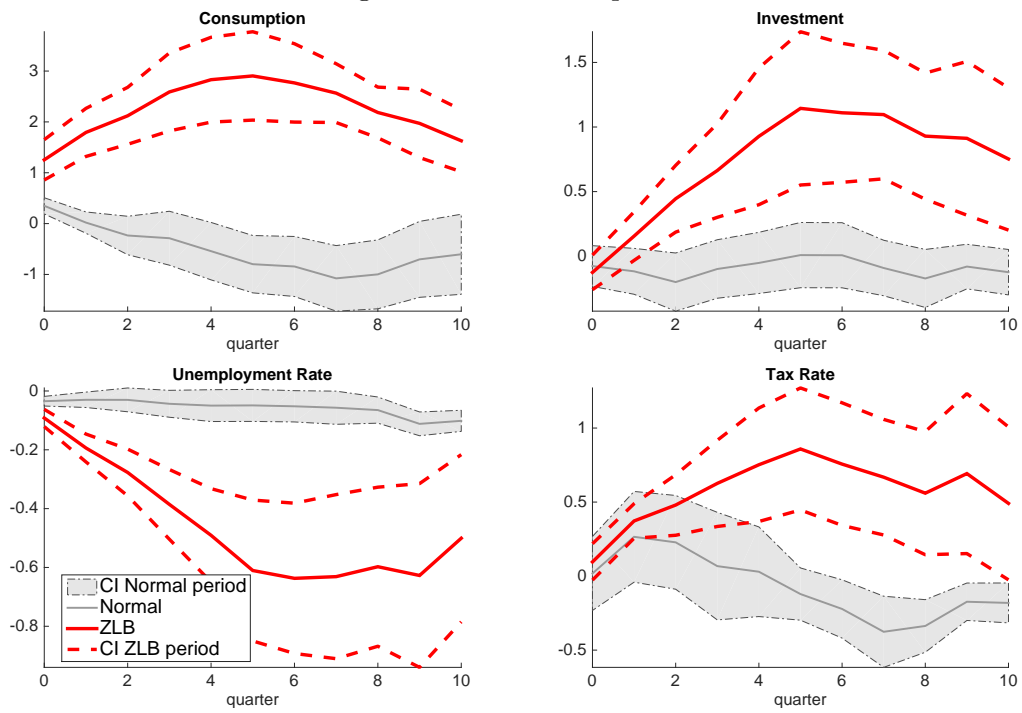 Consumption
3
2
1
0
-1
0 2 4 6 8 10
quarter
Investment
1.5
1
0.5
0
0 2 4 6 8 10
quarter
Unemployment Rate
0
-0.2
-0.4
-0.6
-0.8
CI Normal period
Normal
ZLB
CI ZLB period
0 2 4 6 8 10
quarter
Tax Rate
1
0.5
0
-0.5
0 2 4 6 8 10
quarter